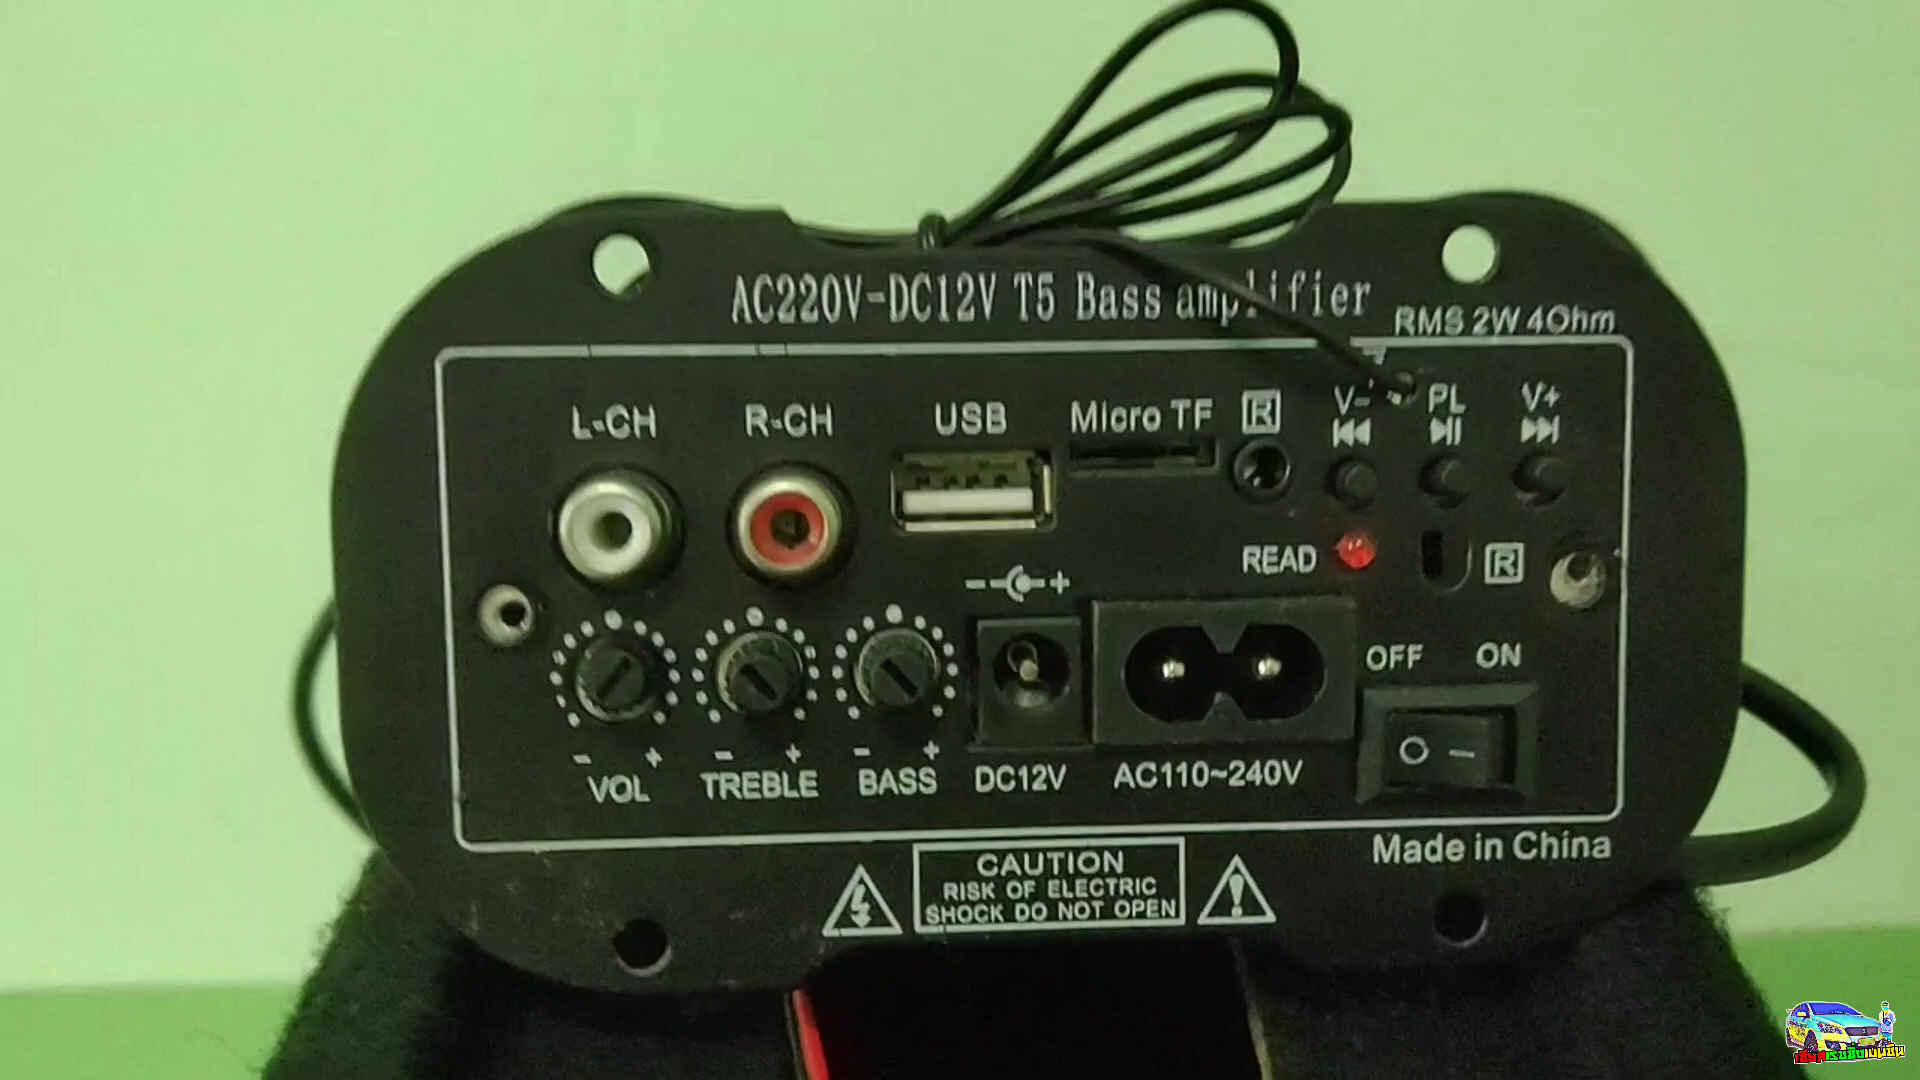 AC220V-DC12V T5 Bass amplifier
RMS 2W 4Ohm
L-CH R-CH USB Micro TF R V- PL V+
READ R
- +
OFF ON
- + - + - +
VOL TREBLE BASS DC12V AC110~240V
Made in China
CAUTION
RISK OF ELECTRIC
SHOCK DO NOT OPEN